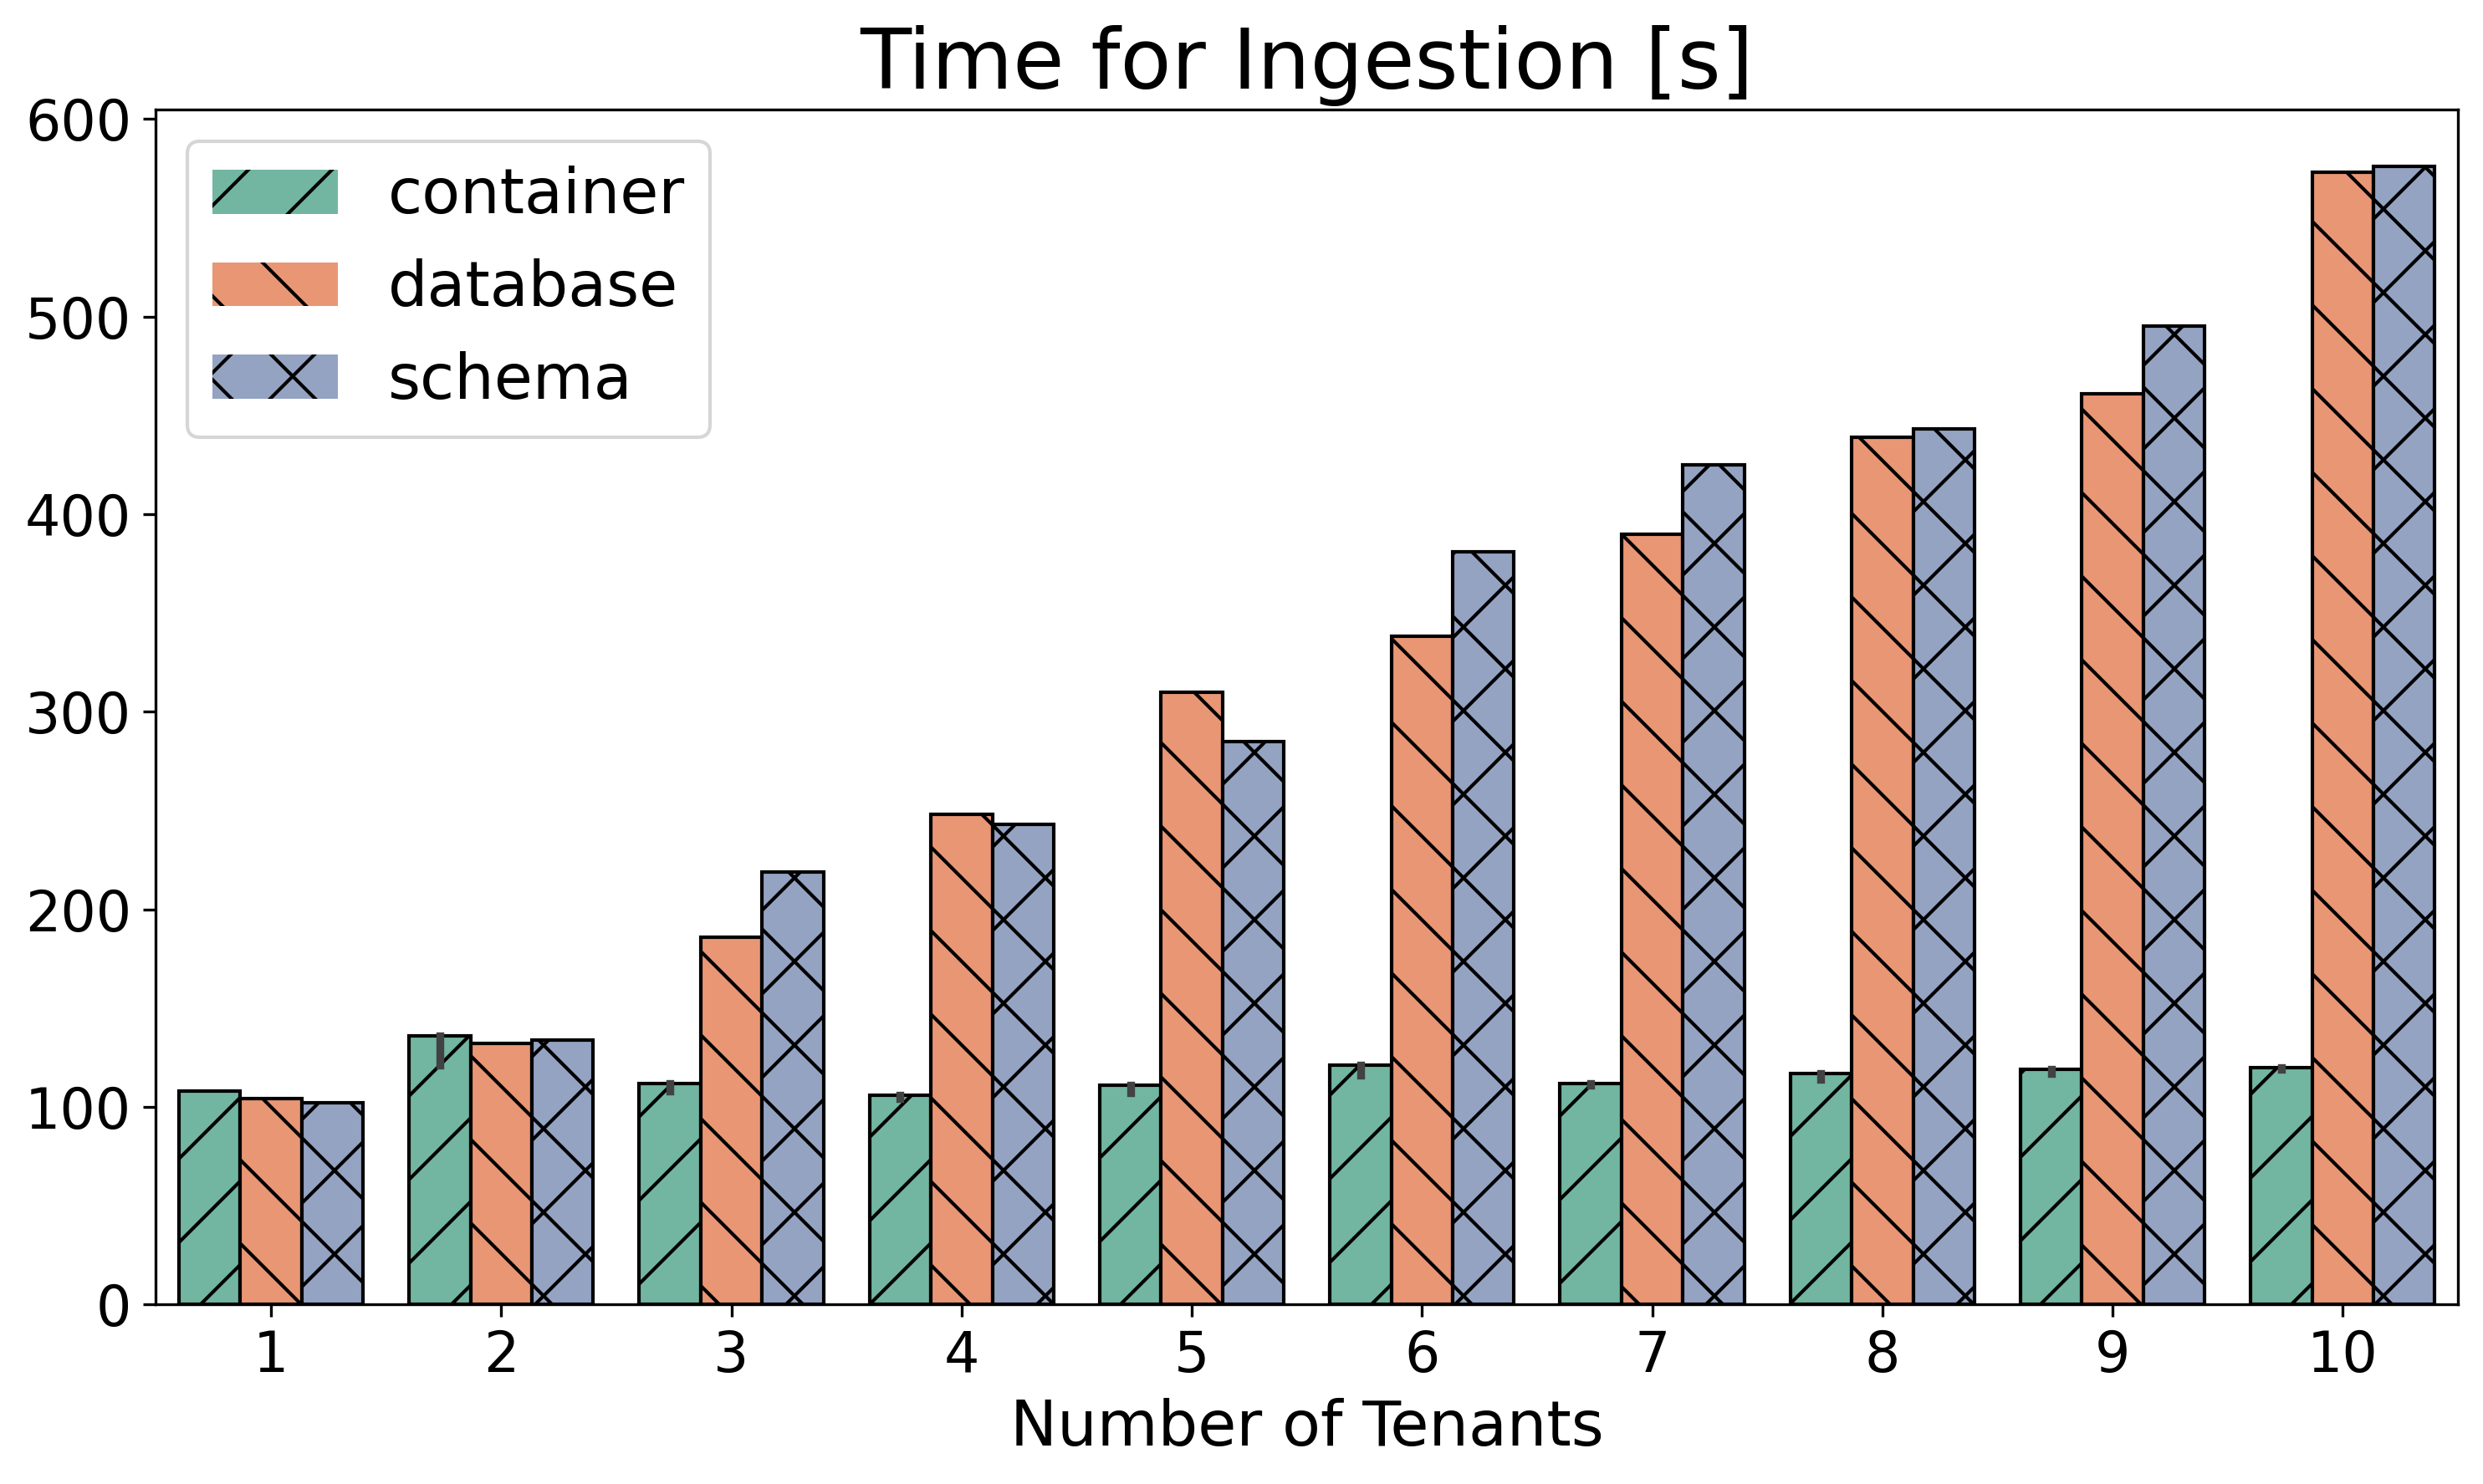 Time for Ingestion [s]
600
500
400
300
200
100
0
container
database
schema
1 2 3 4 5 6 7 8 9 10
Number of Tenants